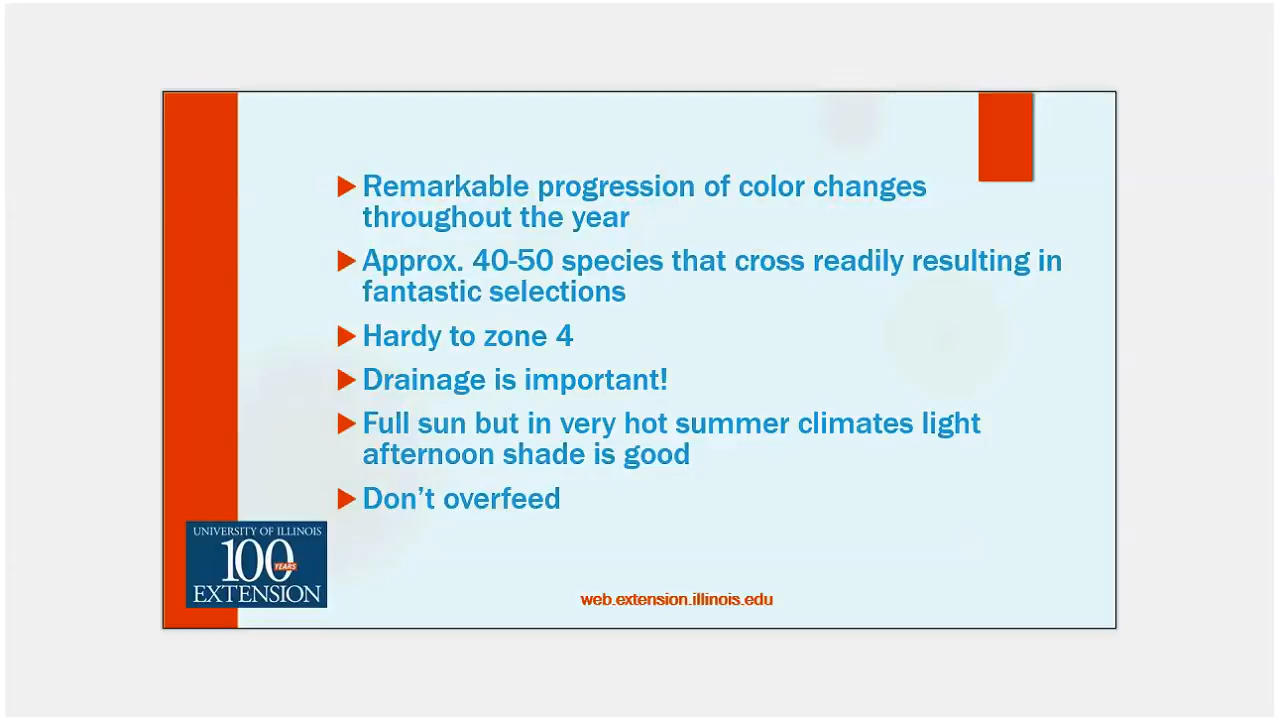 Remarkable progression of color changes
throughout the year
Approx. 40-50 species that cross readily resulting in
fantastic selections
Hardy to zone 4
Drainage is important!
Full sun but in very hot summer climates light
afternoon shade is good
Don’t overfeed
UNIVERSITY OF ILLINOIS
100 YEARS
EXTENSION
web.extension.illinois.edu